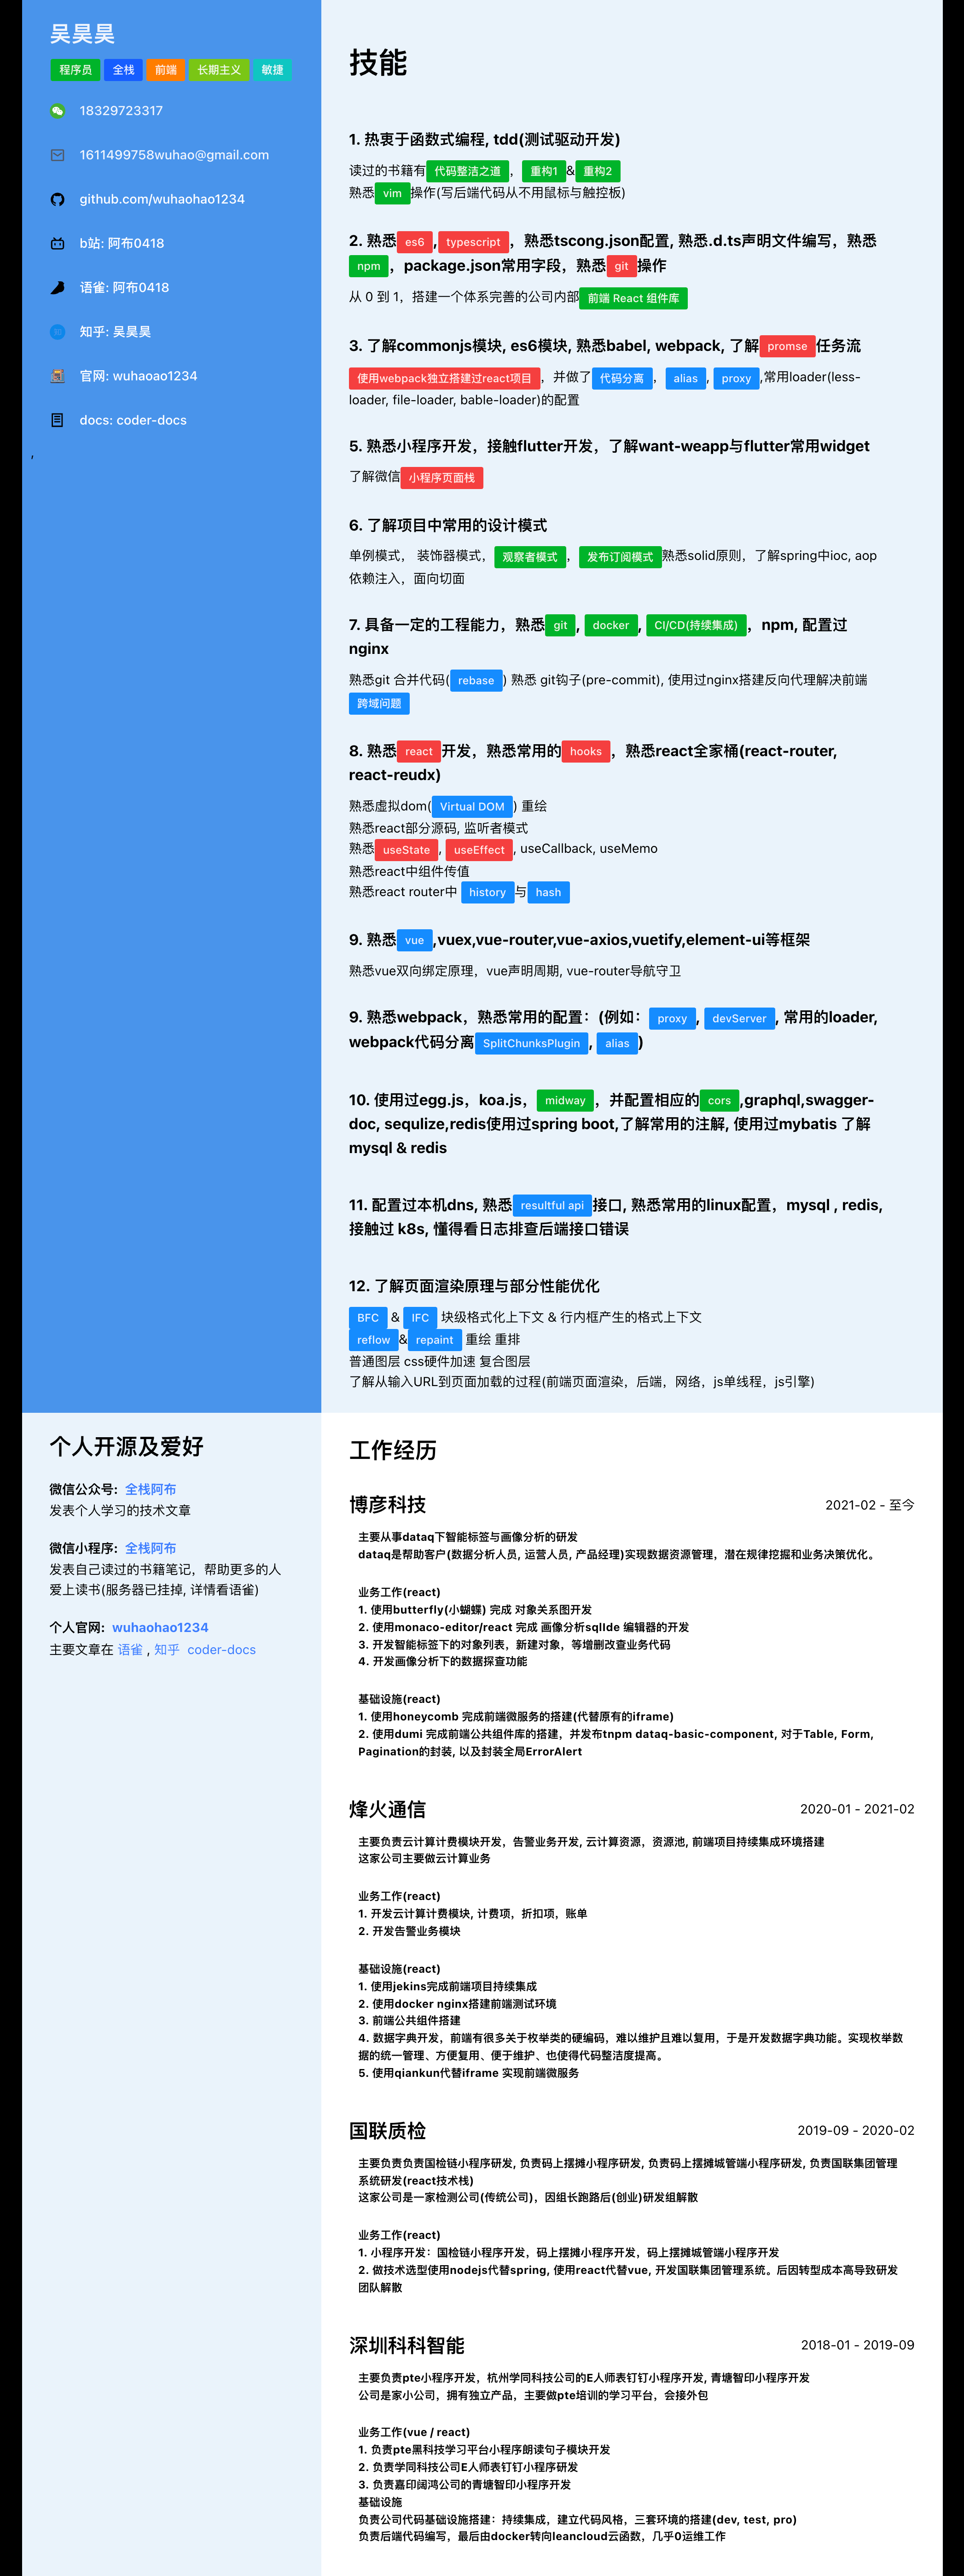 吴昊昊
程序员 全栈 前端 长期主义 敏捷
18329723317
1611499758wuhao@gmail.com
github.com/wuhaohao1234
b站: 阿布0418
语雀: 阿布0418
知乎: 吴昊昊
官网: wuhaoao1234
docs: coder-docs
,
技能
1. 热衷于函数式编程, tdd(测试驱动开发)
读过的书籍有 代码整洁之道 ， 重构1 & 重构2
熟悉 vim 操作(写后端代码从不用鼠标与触控板)
2. 熟悉 es6 , typescript ，熟悉tscong.json配置, 熟悉.d.ts声明文件编写，熟悉
npm ，package.json常用字段，熟悉 git 操作
从 0 到 1，搭建一个体系完善的公司内部 前端 React 组件库
3. 了解commonjs模块, es6模块, 熟悉babel, webpack, 了解 promse 任务流
使用webpack独立搭建过react项目 ，并做了 代码分离 ， alias , proxy ,常用loader(less-
loader, file-loader, bable-loader)的配置
5. 熟悉小程序开发，接触flutter开发，了解want-weapp与flutter常用widget
了解微信 小程序页面栈
6. 了解项目中常用的设计模式
单例模式， 装饰器模式， 观察者模式 ， 发布订阅模式 熟悉solid原则，了解spring中ioc, aop
依赖注入，面向切面
7. 具备一定的工程能力，熟悉 git , docker , CI/CD(持续集成) ，npm, 配置过
nginx
熟悉git 合并代码( rebase ) 熟悉 git钩子(pre-commit), 使用过nginx搭建反向代理解决前端
跨域问题
8. 熟悉 react 开发，熟悉常用的 hooks ，熟悉react全家桶(react-router,
react-reudx)
熟悉虚拟dom( Virtual DOM ) 重绘
熟悉react部分源码, 监听者模式
熟悉 useState , useEffect , useCallback, useMemo
熟悉react中组件传值
熟悉react router中 history 与 hash
9. 熟悉 vue ,vuex,vue-router,vue-axios,vuetify,element-ui等框架
熟悉vue双向绑定原理，vue声明周期, vue-router导航守卫
9. 熟悉webpack，熟悉常用的配置：(例如： proxy , devServer , 常用的loader,
webpack代码分离 SplitChunksPlugin , alias )
10. 使用过egg.js，koa.js， midway ，并配置相应的 cors ,graphql,swagger-
doc, sequlize,redis使用过spring boot,了解常用的注解, 使用过mybatis 了解
mysql & redis
11. 配置过本机dns, 熟悉 resultful api 接口, 熟悉常用的linux配置，mysql , redis,
接触过 k8s, 懂得看日志排查后端接口错误
12. 了解页面渲染原理与部分性能优化
BFC & IFC 块级格式化上下文 & 行内框产生的格式上下文
reflow & repaint 重绘 重排
普通图层 css硬件加速 复合图层
了解从输入URL到页面加载的过程(前端页面渲染，后端，网络，js单线程，js引擎)
个人开源及爱好
微信公众号: 全栈阿布
发表个人学习的技术文章
微信小程序: 全栈阿布
发表自己读过的书籍笔记，帮助更多的人
爱上读书(服务器已挂掉, 详情看语雀)
个人官网: wuhaohao1234
主要文章在 语雀 , 知乎 coder-docs
工作经历
博彦科技 2021-02 - 至今
主要从事dataq下智能标签与画像分析的研发
dataq是帮助客户(数据分析人员, 运营人员, 产品经理)实现数据资源管理，潜在规律挖掘和业务决策优化。
业务工作(react)
1. 使用butterfly(小蝴蝶) 完成 对象关系图开发
2. 使用monaco-editor/react 完成 画像分析sqlIde 编辑器的开发
3. 开发智能标签下的对象列表，新建对象，等增删改查业务代码
4. 开发画像分析下的数据探查功能
基础设施(react)
1. 使用honeycomb 完成前端微服务的搭建(代替原有的iframe)
2. 使用dumi 完成前端公共组件库的搭建，并发布tnpm dataq-basic-component, 对于Table, Form,
Pagination的封装, 以及封装全局ErrorAlert
烽火通信 2020-01 - 2021-02
主要负责云计算计费模块开发，告警业务开发, 云计算资源，资源池, 前端项目持续集成环境搭建
这家公司主要做云计算业务
业务工作(react)
1. 开发云计算计费模块, 计费项，折扣项，账单
2. 开发告警业务模块
基础设施(react)
1. 使用jekins完成前端项目持续集成
2. 使用docker nginx搭建前端测试环境
3. 前端公共组件搭建
4. 数据字典开发，前端有很多关于枚举类的硬编码，难以维护且难以复用，于是开发数据字典功能。实现枚举数
据的统一管理、方便复用、便于维护、也使得代码整洁度提高。
5. 使用qiankun代替iframe 实现前端微服务
国联质检 2019-09 - 2020-02
主要负责负责国检链小程序研发, 负责码上摆摊小程序研发, 负责码上摆摊城管端小程序研发, 负责国联集团管理
系统研发(react技术栈)
这家公司是一家检测公司(传统公司)，因组长跑路后(创业)研发组解散
业务工作(react)
1. 小程序开发：国检链小程序开发，码上摆摊小程序开发，码上摆摊城管端小程序开发
2. 做技术选型使用nodejs代替spring, 使用react代替vue, 开发国联集团管理系统。后因转型成本高导致研发
团队解散
深圳科科智能 2018-01 - 2019-09
主要负责pte小程序开发，杭州学同科技公司的E人师表钉钉小程序开发, 青塘智印小程序开发
公司是家小公司，拥有独立产品，主要做pte培训的学习平台，会接外包
业务工作(vue / react)
1. 负责pte黑科技学习平台小程序朗读句子模块开发
2. 负责学同科技公司E人师表钉钉小程序研发
3. 负责嘉印阔鸿公司的青塘智印小程序开发
基础设施
负责公司代码基础设施搭建：持续集成，建立代码风格，三套环境的搭建(dev, test, pro)
负责后端代码编写，最后由docker转向leancloud云函数，几乎0运维工作